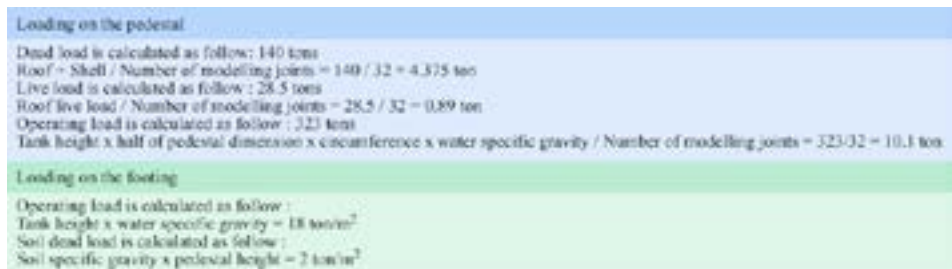 Loading on the pedestal
Dead load is calculated as follow: 140 tons
Roof + Shell / Number of modelling joints = 140 / 32 = 4.375 ton
Live load is calculated as follow : 28.5 tons
Roof live load / Number of modelling joints = 28.5 / 32 = 0.89 ton
Operating load is calculated as follow : 323 tons
Tank height x half of pedestal dimension x circumference x water specific gravity / Number of modelling joints = 323/32 = 10.1 ton
Loading on the footing
Operating load is calculated as follow :
Tank height x water specific gravity = 18 ton/m²
Soil dead load is calculated as follow :
Soil specific gravity x pedestal height = 2 ton/m²